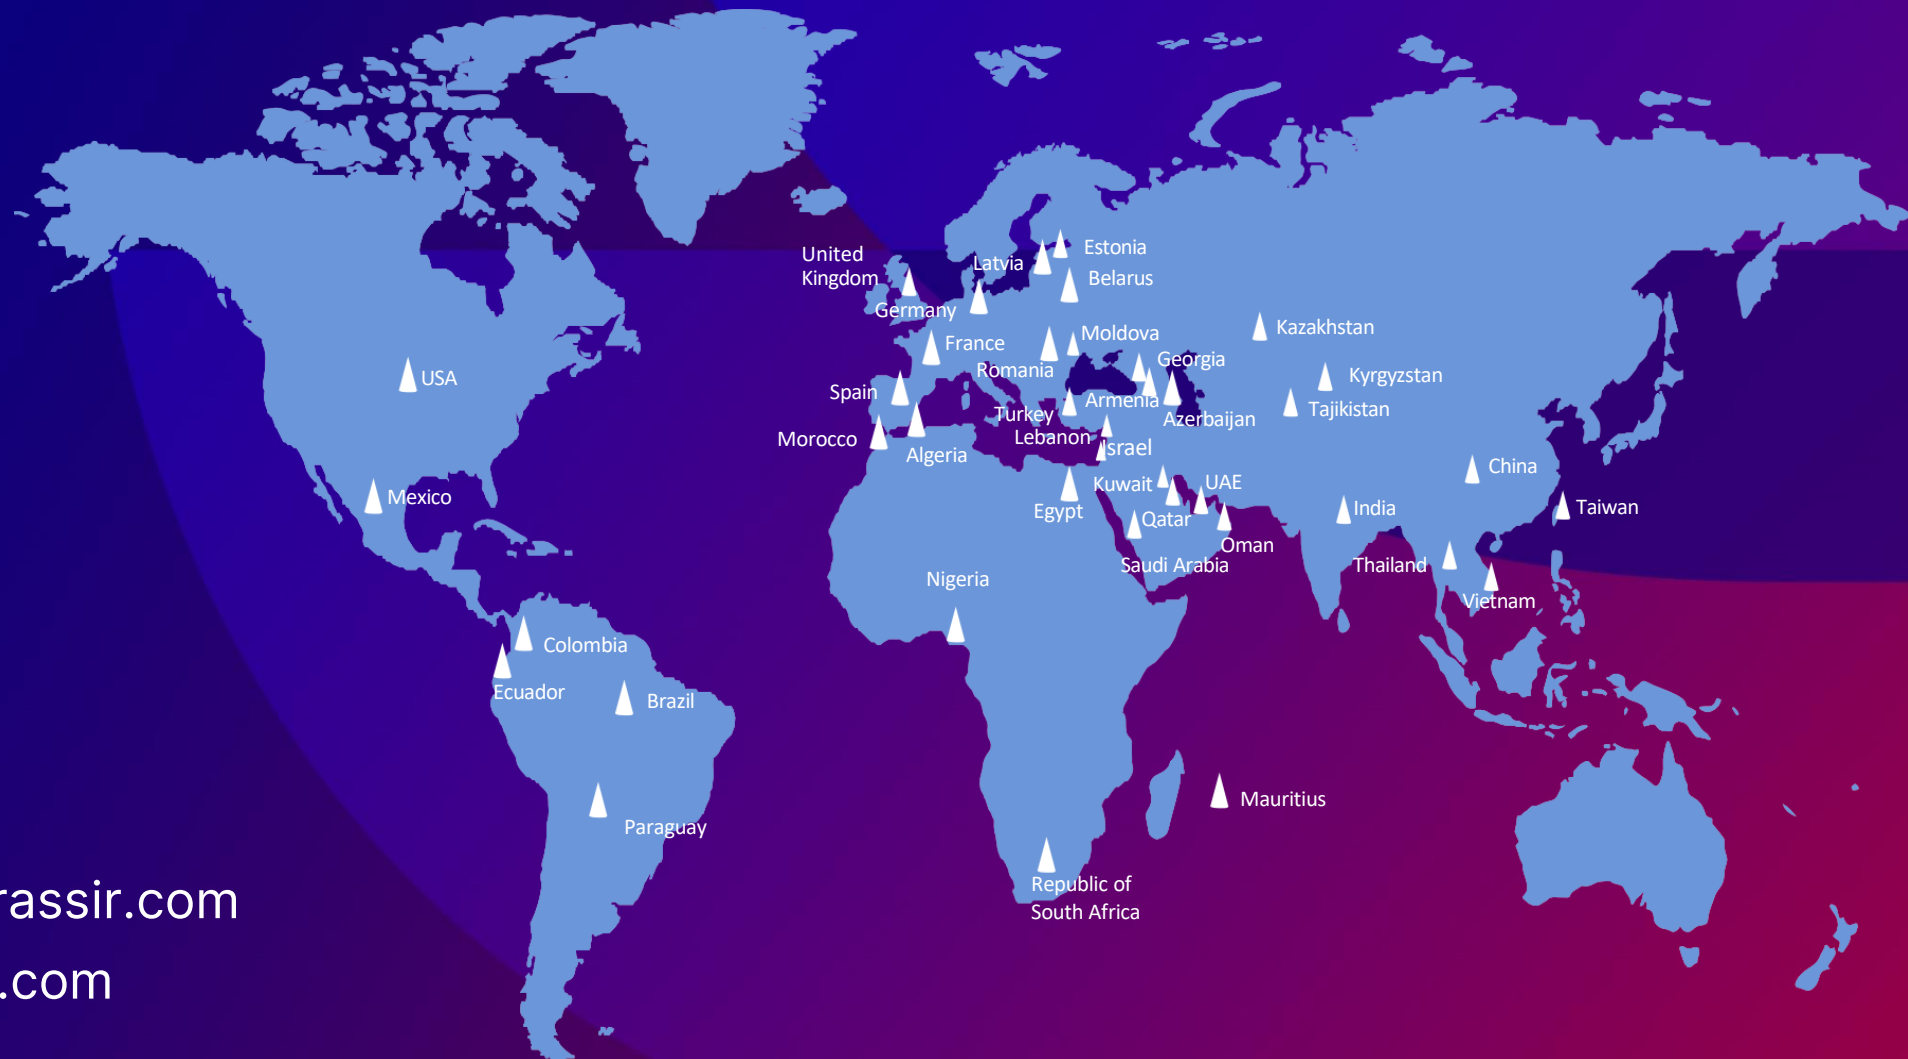 United
Kingdom
Latvia
Estonia
Belarus
Germany
France
Moldova
Kazakhstan
Romania
Georgia
USA
Spain
Kyrgyzstan
Turkey
Armenia
Azerbaijan
Tajikistan
Morocco
Lebanon
Algeria
Israel
China
Mexico
Kuwait
UAE
Egypt
Qatar
India
Taiwan
Oman
Saudi Arabia
Thailand
Nigeria
Vietnam
Colombia
Ecuador
Brazil
Mauritius
Paraguay
Republic of
South Africa
rassir.com
.com